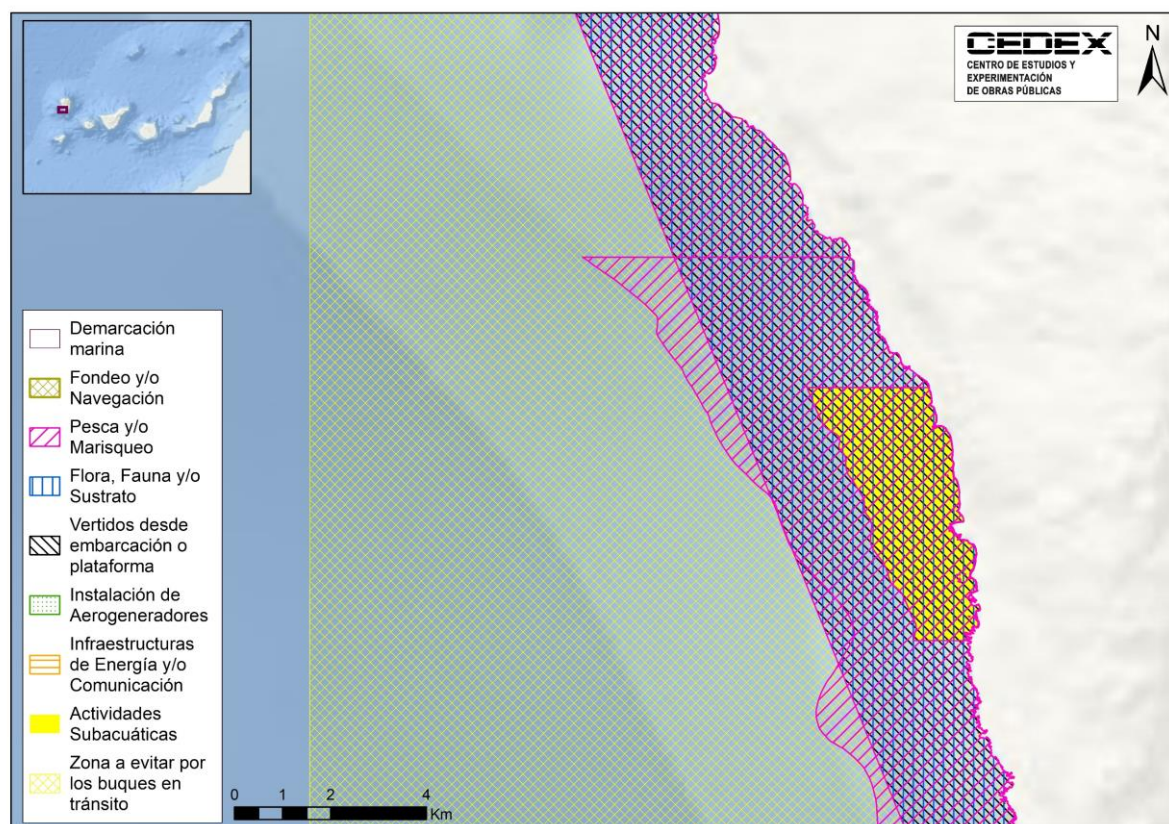 CEDEX
CENTRO DE ESTUDIOS Y
EXPERIMENTACIÓN
DE OBRAS PÚBLICAS
N
Demarcación
marina
Fondeo y/o
Navegación
Pesca y/o
Marisqueo
Flora, Fauna y/o
Sustrato
Vertidos desde
embarcación o
plataforma
Instalación de
Aerogeneradores
Infraestructuras
de Energía y/o
Comunicación
Actividades
Subacuáticas
Zona a evitar por
los buques en
tránsito
0 1 2 4
Km